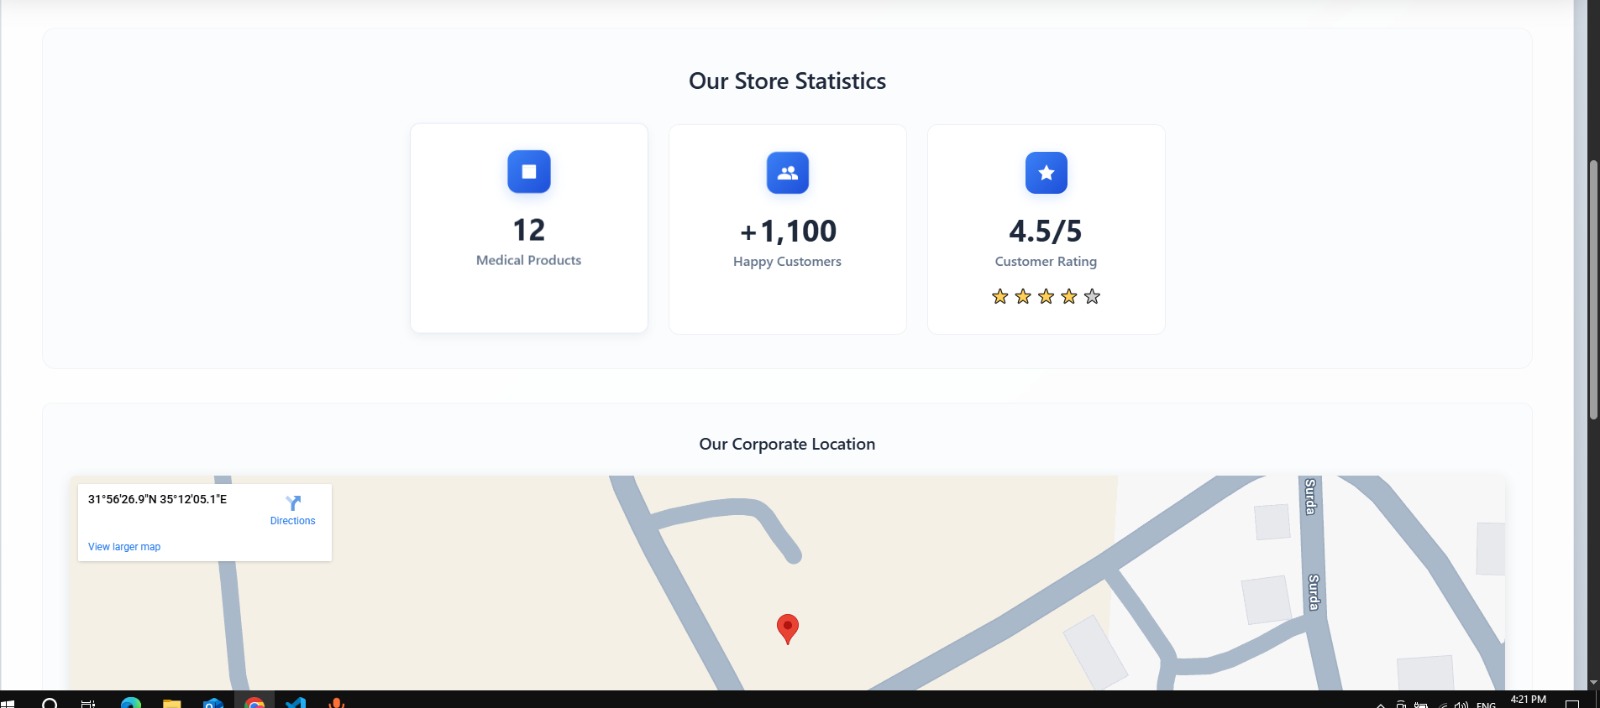 Our Store Statistics
12
Medical Products
+1,100
Happy Customers
4.5/5
Customer Rating
Our Corporate Location
31°56'26.9"N 35°12'05.1"E
Directions
View larger map
Surda
Surda
4:21 PM
ENG